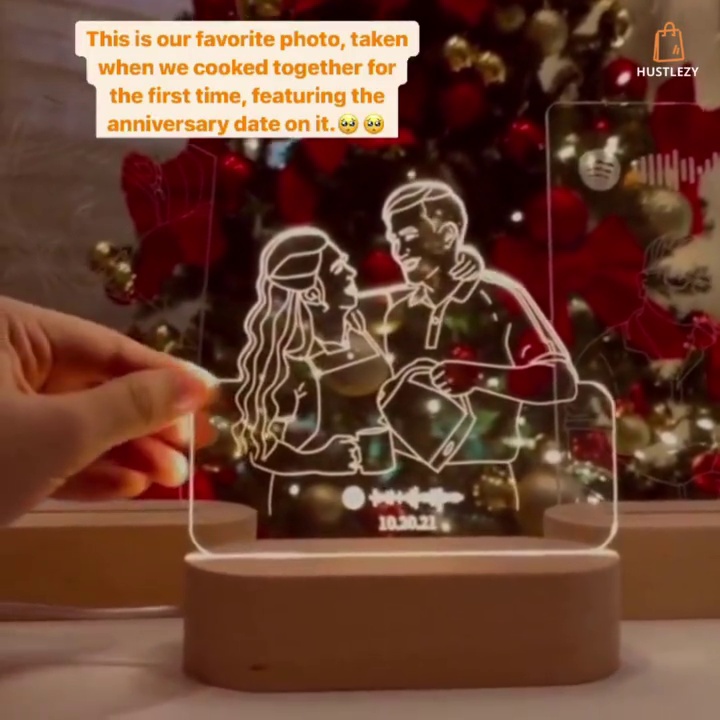 This is our favorite photo, taken
when we cooked together for
the first time, featuring the
anniversary date on it.🥺🥺
HUSTLEZY
10.20.21